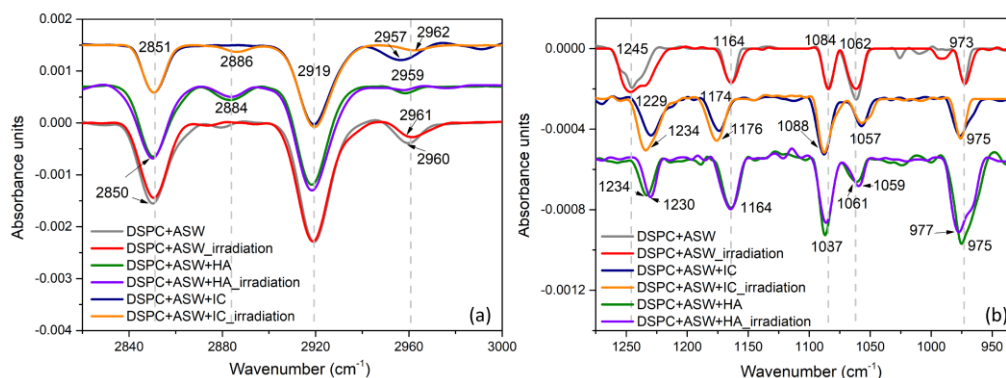 0.002
0.001
0.000
-0.001
-0.002
-0.003
-0.004
Absorbance units
2851
2886
2919
2957
2962
2959
2884
2961
2960
2850
DSPC+ASW
DSPC+ASW_irradiation
DSPC+ASW+HA
DSPC+ASW+HA_irradiation
DSPC+ASW+IC
DSPC+ASW+IC_irradiation
(a)
2840
2880
2920
2960
3000
Wavenumber (cm-1)
0.0000
-0.0004
-0.0008
-0.0012
Absorbance units
1245
1164
1084
1062
973
1229
1174
1234
1176
1088
1057
975
1234
1230
1164
1037
1061
1059
977
975
DSPC+ASW
DSPC+ASW_irradiation
DSPC+ASW+IC
DSPC+ASW+IC_irradiation
DSPC+ASW+HA
DSPC+ASW+HA_irradiation
(b)
1250
1200
1150
1100
1050
1000
950
Wavenumber (cm-1)